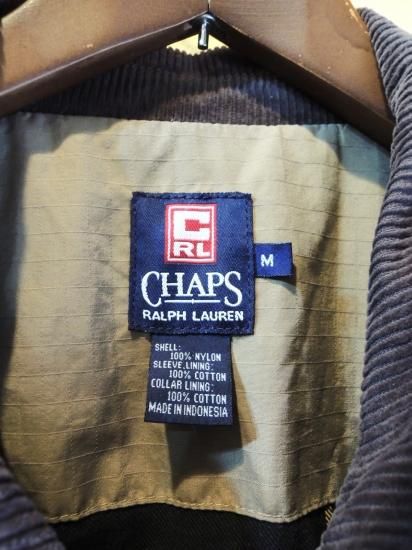 C
RL
CHAPS
RALPH LAUREN
M
SHELL:
100% NYLON
SLEEVE LINING:
100% COTTON
COLLAR LINING:
100% COTTON
MADE IN INDONESIA